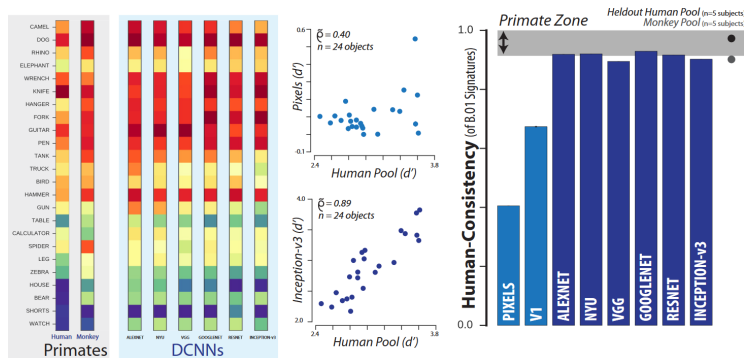 CAMEL
DOG
RHINO
ELEPHANT
WRENCH
KNIFE
HANGER
FORK
GUITAR
PEN
TANK
TRUCK
BIRD
HAMMER
GUN
TABLE
CALCULATOR
SPIDER
LEG
ZEBRA
HOUSE
BEAR
SHORTS
WATCH
Human Monkey
Primates
ALEXNET NYU VGG GOOGLENET RESNET INCEPTION-v3
DCNNs
0.6
ρ̃ = 0.40
n = 24 objects
Pixels (d')
-0.1
2.4 3.8
Human Pool (d')
4.0
ρ̃ = 0.89
n = 24 objects
Inception-v3 (d')
2.0
2.4 3.8
Human Pool (d')
Primate Zone
Heldout Human Pool (n=5 subjects)
Monkey Pool (n=5 subjects)
1.0
Human-Consistency (of B.O1 Signatures)
0.0
PIXELS
V1
ALEXNET
NYU
VGG
GOOGLENET
RESNET
INCEPTION-v3